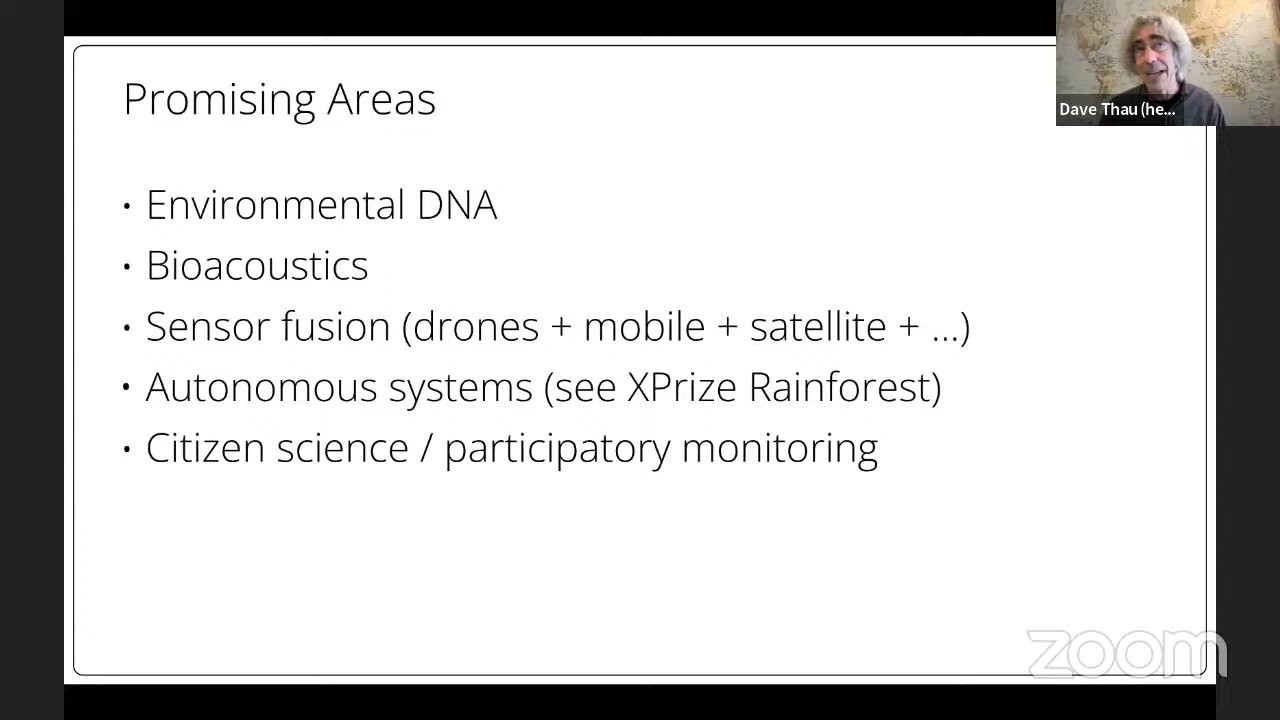 Promising Areas
Dave Thau (he...
• Environmental DNA
• Bioacoustics
• Sensor fusion (drones + mobile + satellite + ...)
• Autonomous systems (see XPrize Rainforest)
• Citizen science / participatory monitoring
zoom